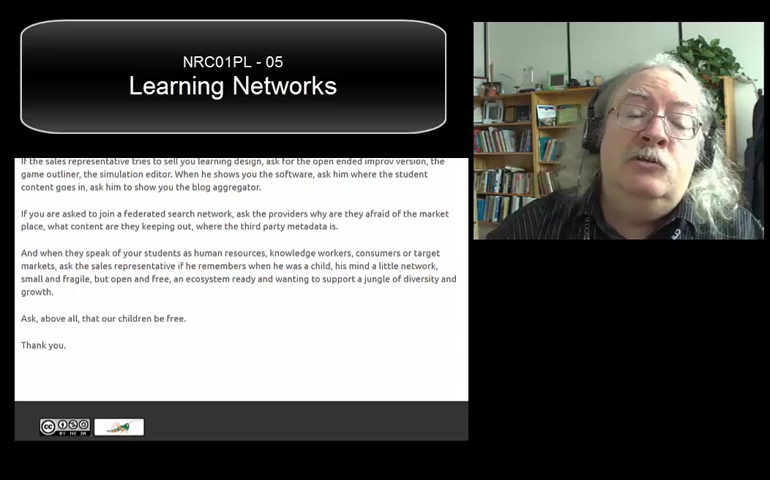 NRC01PL - 05
Learning Networks
If the sales representative tries to sell you learning design, ask for the open ended improv version, the
game outliner, the simulation editor. When he shows you the software, ask him where the student
content goes in, ask him to show you the blog aggregator.
If you are asked to join a federated search network, ask the providers why are they afraid of the market
place, what content are they keeping out, where the third party metadata is.
And when they speak of your students as human resources, knowledge workers, consumers or target
markets, ask the sales representative if he remembers when he was a child, his mind a little network,
small and fragile, but open and free, an ecosystem ready and wanting to support a jungle of diversity and
growth.
Ask, above all, that our children be free.
Thank you.
BY NC SA